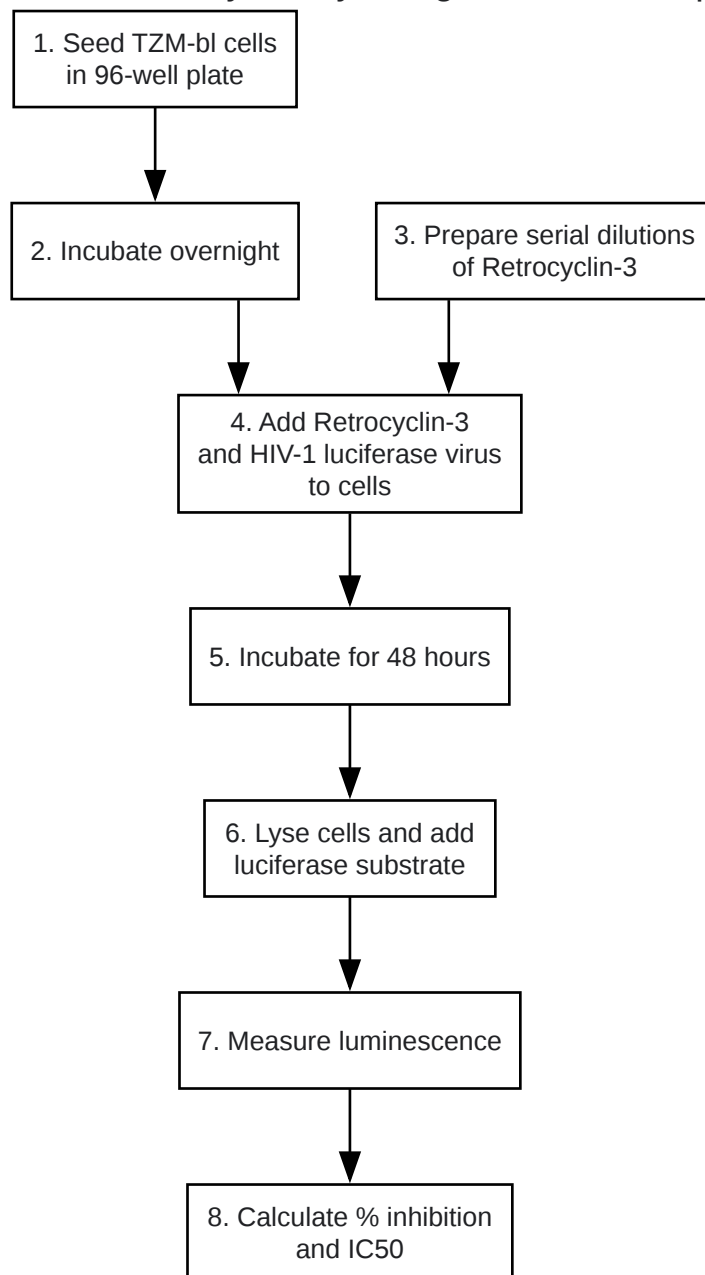 1. Seed TZM-bl cells
in 96-well plate
2. Incubate overnight
3. Prepare serial dilutions
of Retrocyclin-3
4. Add Retrocyclin-3
and HIV-1 luciferase virus
to cells
5. Incubate for 48 hours
6. Lyse cells and add
luciferase substrate
7. Measure luminescence
8. Calculate % inhibition
and IC50